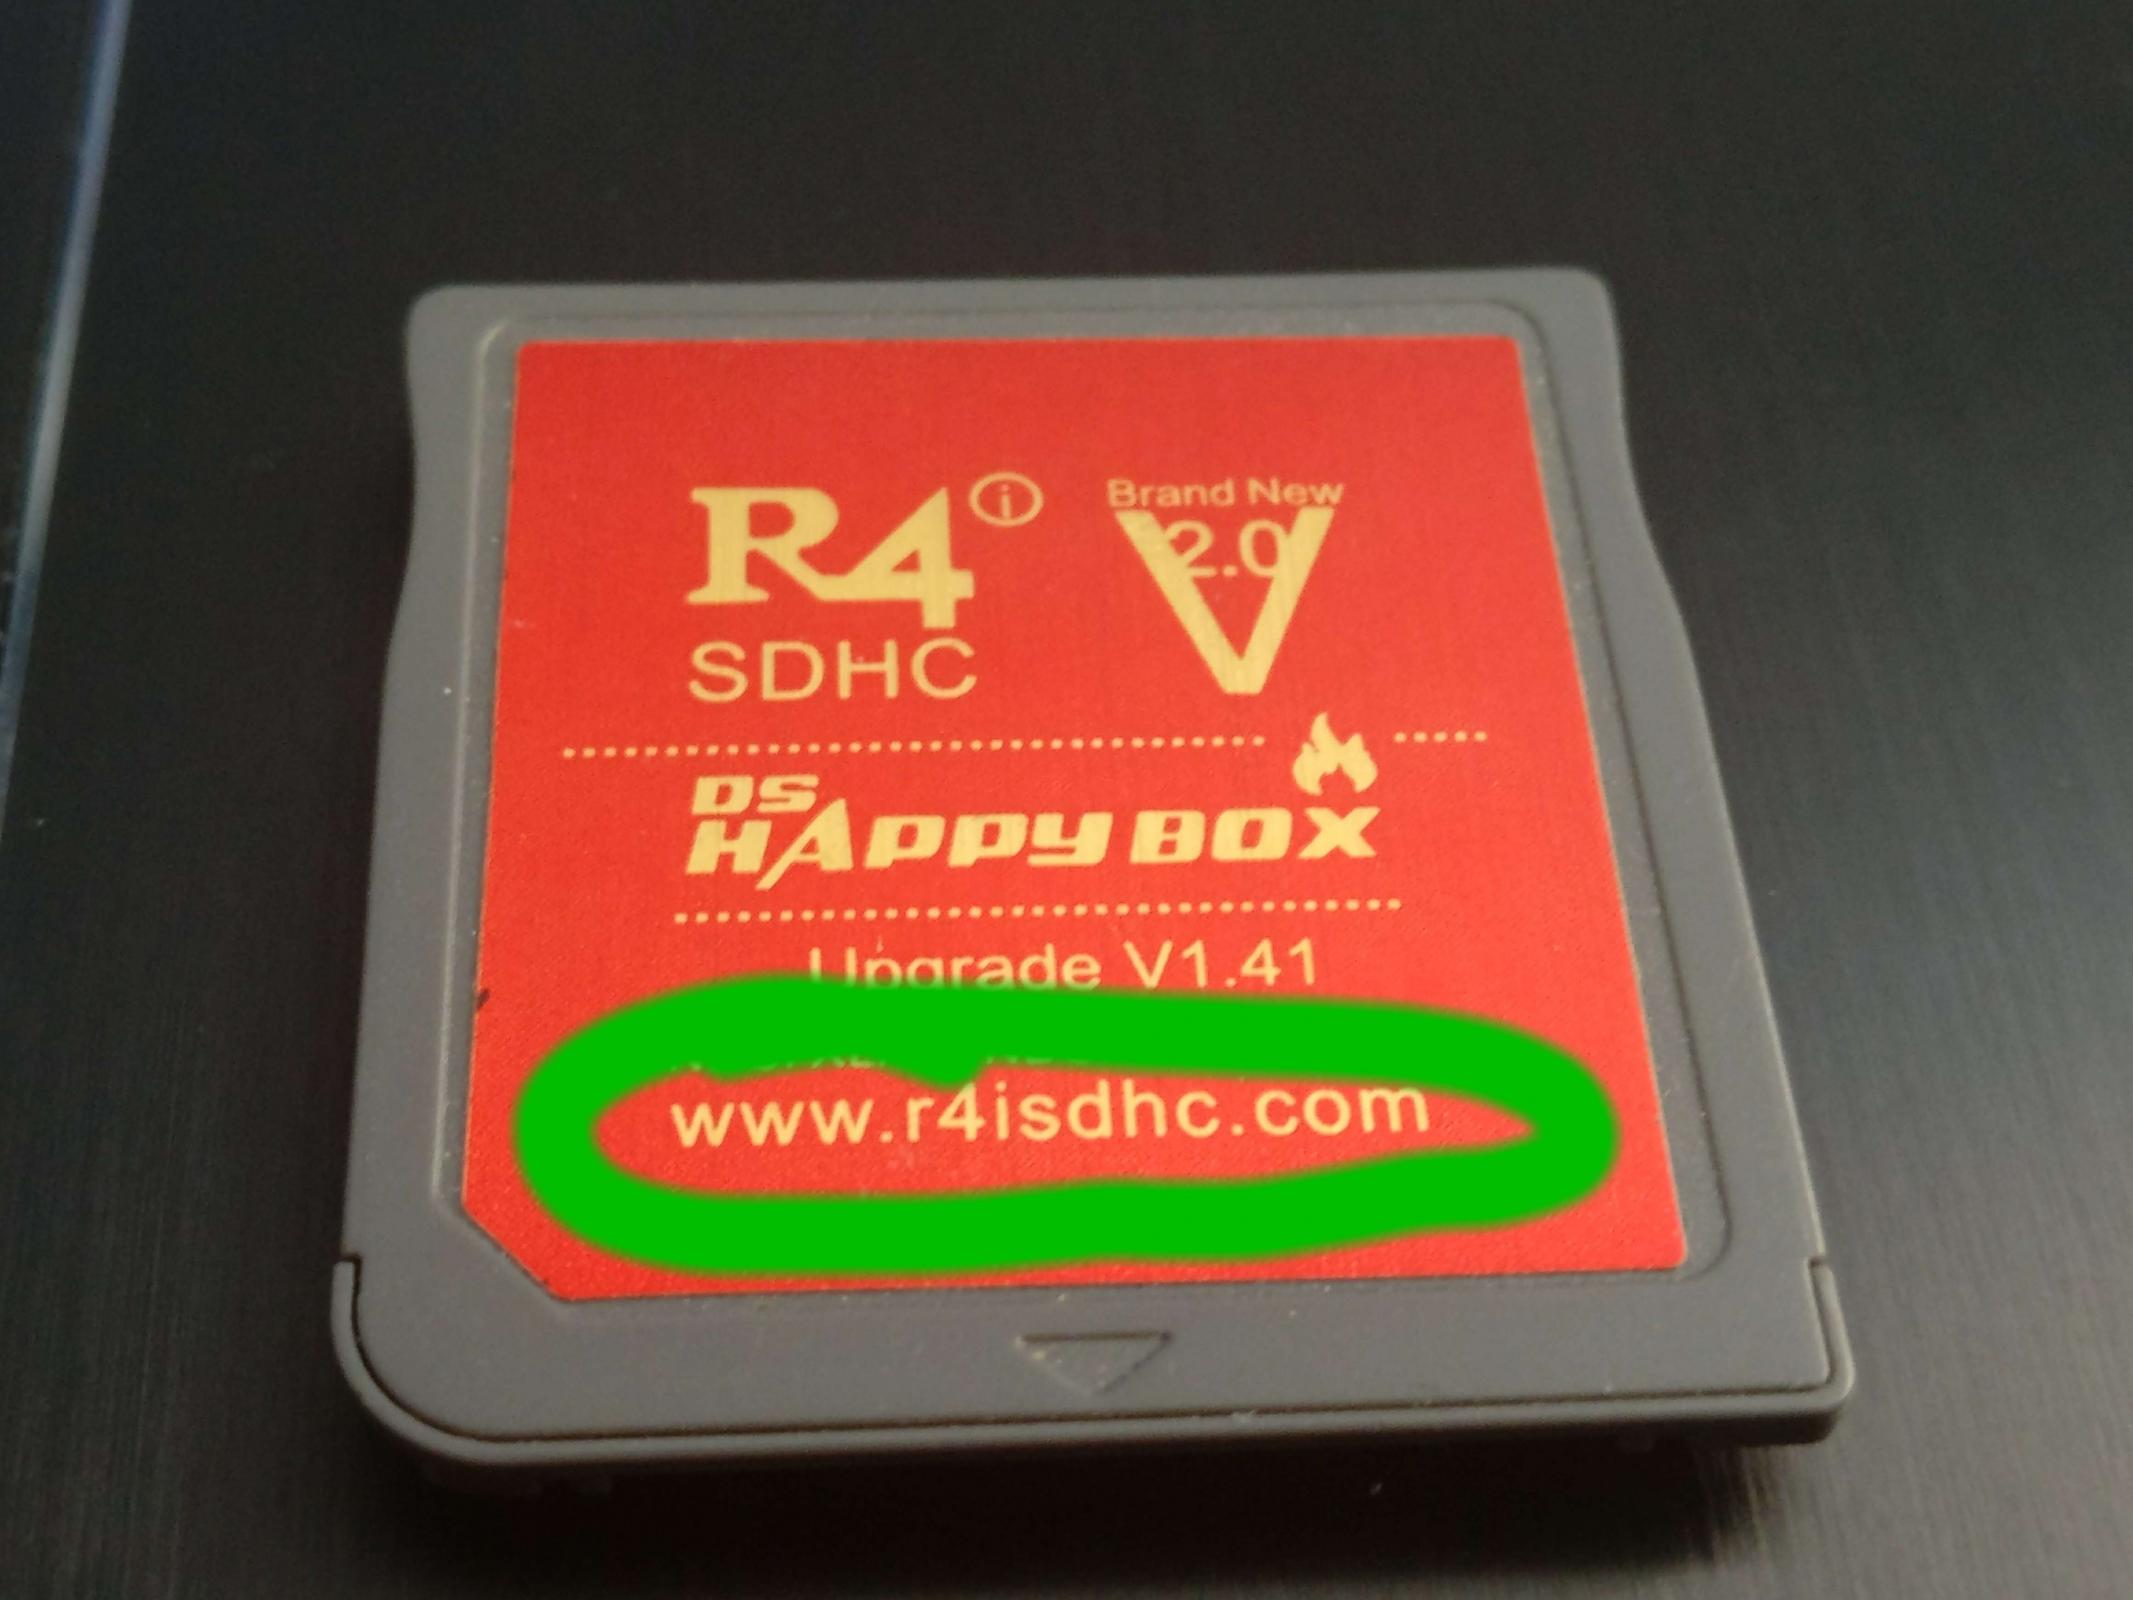 R4 i
SDHC
Brand New
V 2.0
DS
HAppy BOX
Upgrade V1.41
www.r4isdhc.com